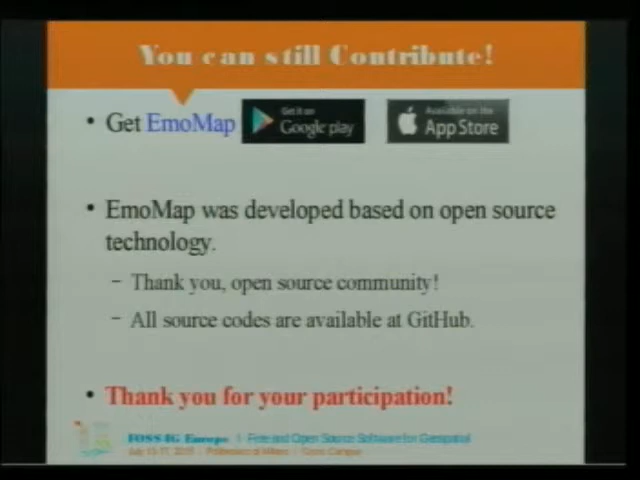 You can still Contribute!
• Get EmoMap
Get it on
Google play
Available on the
App Store
• EmoMap was developed based on open source
technology.
– Thank you, open source community!
– All source codes are available at GitHub.
• Thank you for your participation!
FOSS4G Europe | Free and Open Source Software for Geospatial
Como Campus